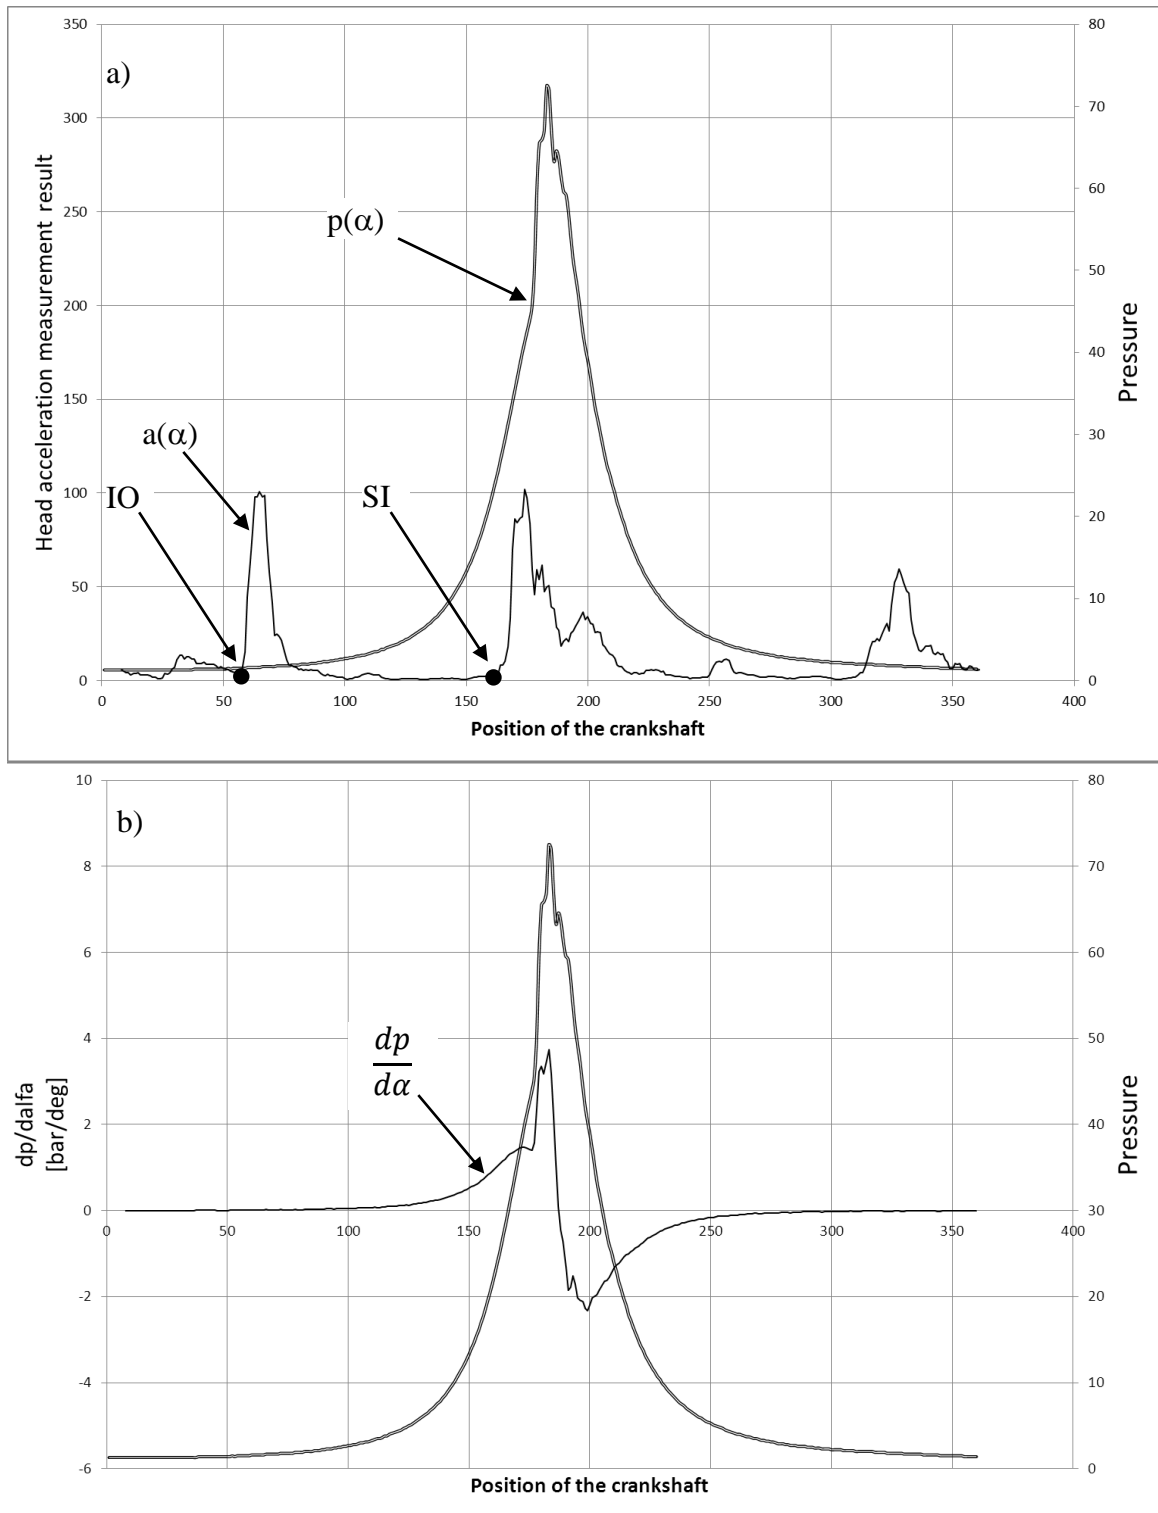 a)
350
300
250
200
150
100
50
0
Head acceleration measurement result
80
70
60
50
40
30
20
10
0
Pressure
p(α)
a(α)
IO
SI
0 50 100 150 200 250 300 350 400
Position of the crankshaft
b)
10
8
6
4
2
0
-2
-4
-6
dp/dalfa
[bar/deg]
80
70
60
50
40
30
20
10
0
Pressure
dp
dα
0 50 100 150 200 250 300 350 400
Position of the crankshaft